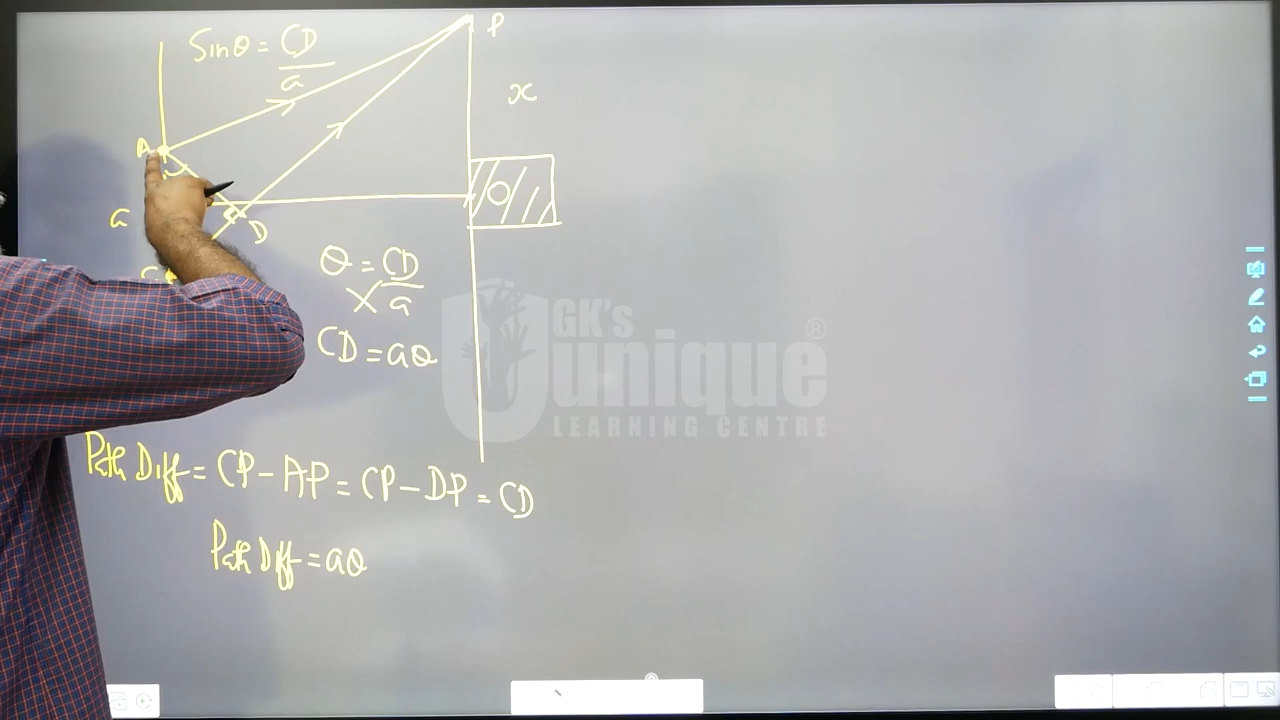 Sinθ = CD
a
P
x
A
a
D
O
C
θ = CD
a
CD = aθ
GK's
unique ®
LEARNING CENTRE
Path Diff = CP - AP = CP - DP = CD
Path Diff = aθ